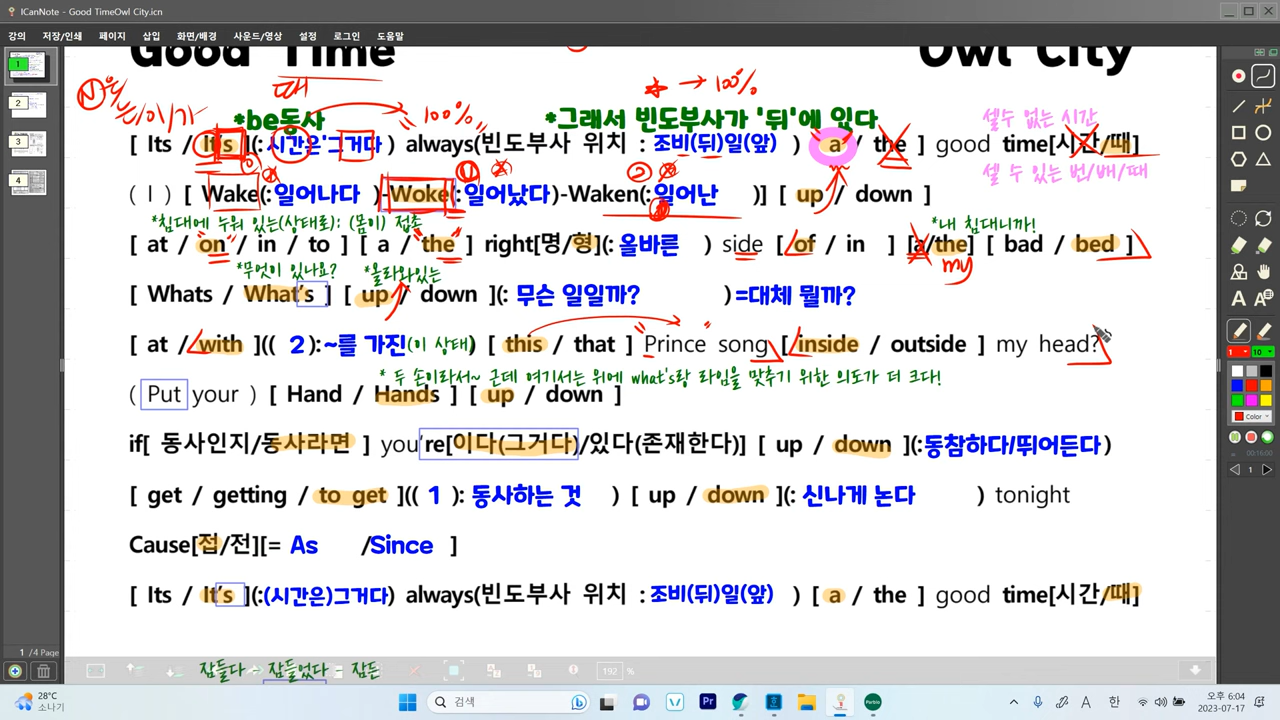 ICanNote - Good TimeOwl City.icn
강의 저장/인쇄 페이지 삽입 화면/배경 사운드/영상 설정 로그인 도움말
Good Time Owl City
때 → 100%
*be동사 100% *그래서 빈도부사가 '뒤'에 있다 셀수 없는 시간
[ Its / It's ](: 시간은'그거다 ) always(빈도부사 위치 : 조비(뒤)일(앞) ) [ a / the ] good time[시간/때]
셀 수 있는 번/배/때
( I ) [ Wake(:일어나다 )-Woke(:일어났다)-Waken(:일어난 )] [ up / down ]
*침대에 누워 있는(상태로): (몸이) 접촉 *내 침대니까!
[ at / on / in / to ] [ a / the ] right[명/형]: 올바른 ) side [ of / in ] [a/the] [ bad / bed ]
my
*무엇이 있나요? *올라와있는
[ Whats / What's ] [ up / down ](: 무슨 일일까? )=대체 뭘까?
[ at / with ](( 2 ):~를 가진(이 상태) [ this / that ] Prince song [ inside / outside ] my head?
* 두 손이라서~ 근데 여기서는 위에 what's랑 라임을 맞추기 위한 의도가 더 크다!
( Put your ) [ Hand / Hands ] [ up / down ]
if[ 동사인지/동사라면 ] you're[이다(그거다)/있다(존재한다)] [ up / down ](:동참하다/뛰어든다)
[ get / getting / to get ](( 1 ): 동사하는 것 ) [ up / down ](: 신나게 논다 ) tonight
Cause[접/전][= As /Since ]
[ Its / It's ](:(시간은)그거다) always(빈도부사 위치 : 조비(뒤)일(앞) ) [ a / the ] good time[시간/때]
잠들다 - 잠들었다 - 잠든
1 / 4 Page
192 %
28°C
소나기
검색
오후 6:04
2023-07-17